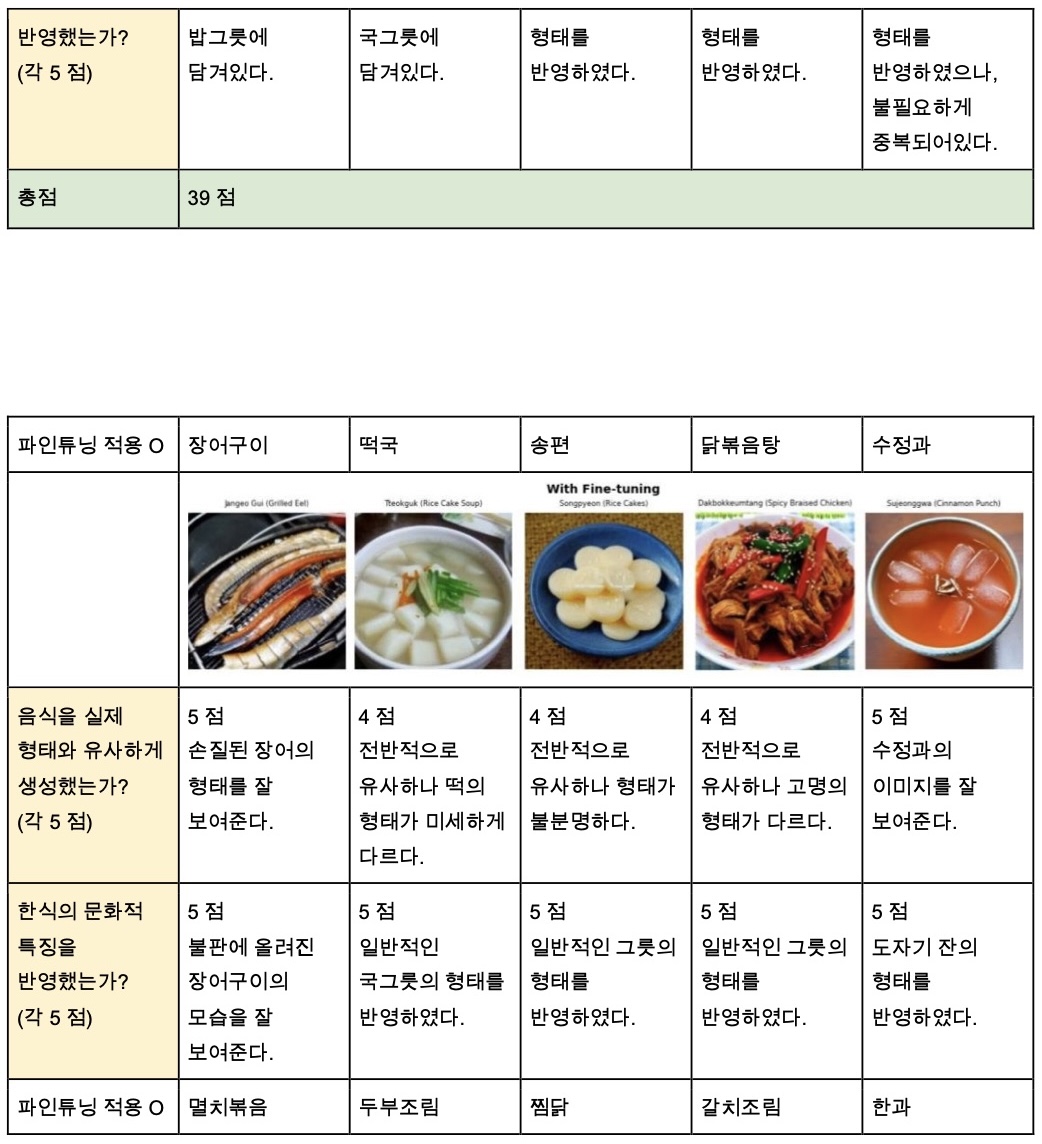 반영했는가?
(각 5 점)
밥그릇에
담겨있다.
국그릇에
담겨있다.
형태를
반영하였다.
형태를
반영하였다.
형태를
반영하였으나,
불필요하게
중복되어있다.
총점
39 점
파인튜닝 적용 O
장어구이
떡국
송편
닭볶음탕
수정과
With Fine-tuning
Jangeo Gui (Grilled Eel)
Tteokguk (Rice Cake Soup)
Songpyeon (Rice Cakes)
Dakbokkeumtang (Spicy Braised Chicken)
Sujeonggwa (Cinnamon Punch)
음식을 실제
형태와 유사하게
생성했는가?
(각 5 점)
5 점
손질된 장어의
형태를 잘
보여준다.
4 점
전반적으로
유사하나 떡의
형태가 미세하게
다르다.
4 점
전반적으로
유사하나 형태가
불분명하다.
4 점
전반적으로
유사하나 고명의
형태가 다르다.
5 점
수정과의
이미지를 잘
보여준다.
한식의 문화적
특징을
반영했는가?
(각 5 점)
5 점
불판에 올려진
장어구이의
모습을 잘
보여준다.
5 점
일반적인
국그릇의 형태를
반영하였다.
5 점
일반적인 그릇의
형태를
반영하였다.
5 점
일반적인 그릇의
형태를
반영하였다.
5 점
도자기 잔의
형태를
반영하였다.
파인튜닝 적용 O
멸치볶음
두부조림
찜닭
갈치조림
한과